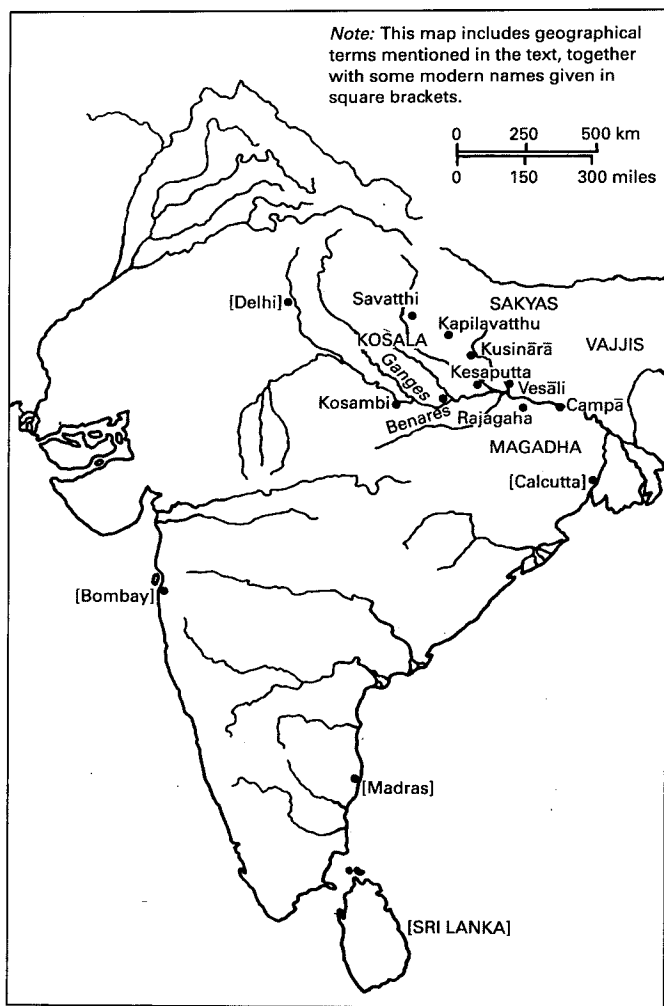 Note: This map includes geographical
terms mentioned in the text, together
with some modern names given in
square brackets.
0 250 500 km
0 150 300 miles
[Delhi]
Savatthi
SAKYAS
Kapilavatthu
VAJJIS
KOSALA
Kusinārā
Ganges
Kesaputta
Vesāli
Kosambi
Benares
Rājagaha
Campā
MAGADHA
[Calcutta]
[Bombay]
[Madras]
[SRI LANKA]